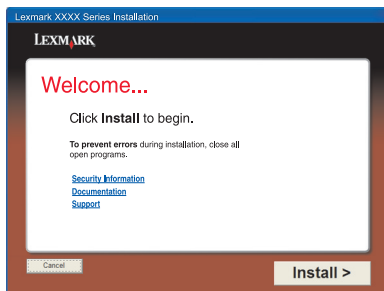 Lexmark XXXX Series Installation
LEXMARK
Welcome...
Click Install to begin.
To prevent errors during installation, close all
open programs.
Security Information
Documentation
Support
Cancel
Install >